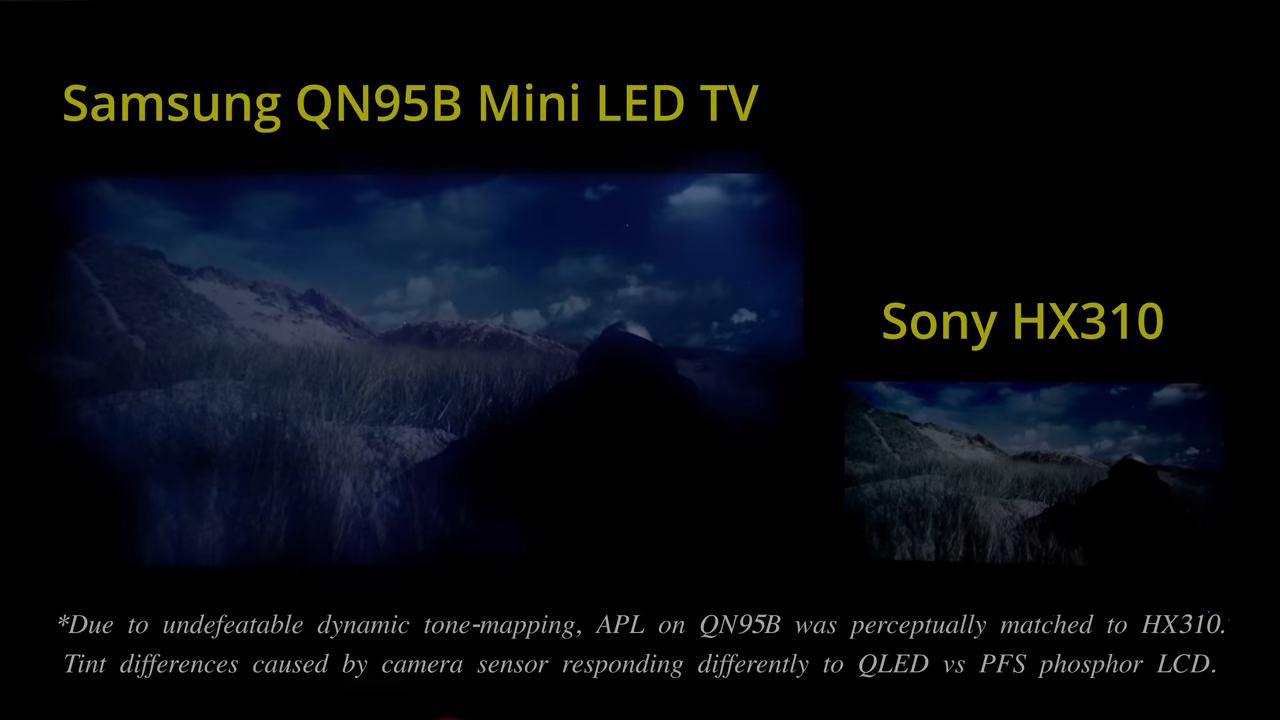 Samsung QN95B Mini LED TV
Sony HX310
*Due to undefeatable dynamic tone-mapping, APL on QN95B was perceptually matched to HX310.
Tint differences caused by camera sensor responding differently to QLED vs PFS phosphor LCD.